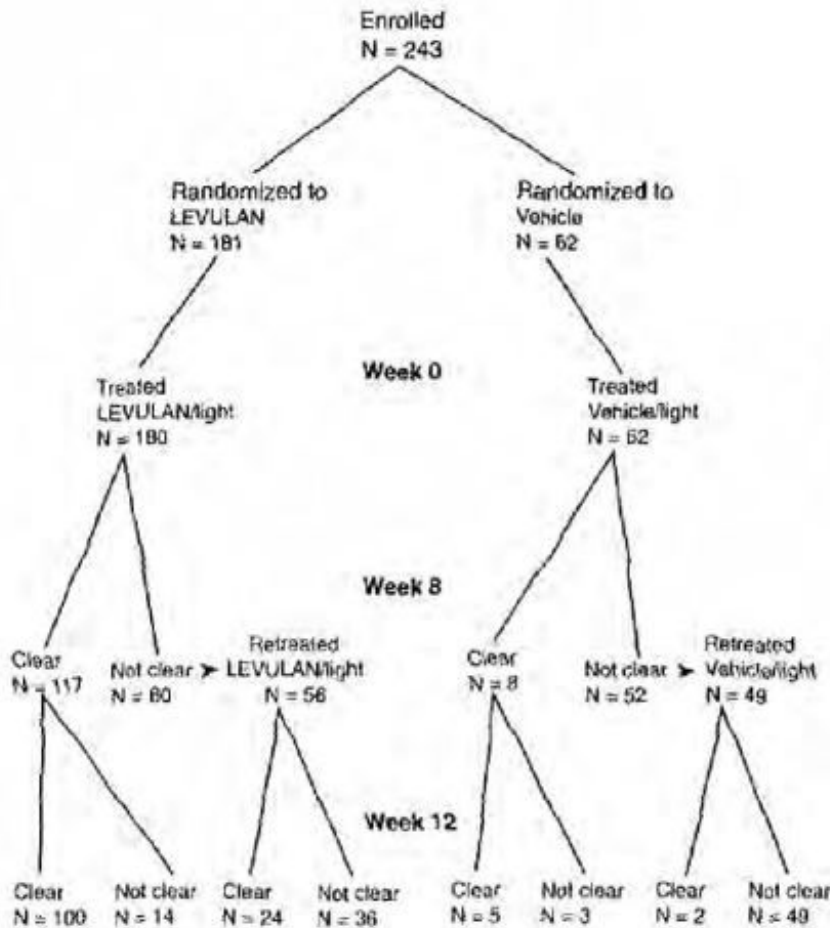 Enrolled
N = 243
Randomized to
LEVULAN
N = 181
Randomized to
Vehicle
N = 62
Week 0
Treated
LEVULAN/light
N = 180
Treated
Vehicle/light
N = 62
Week 8
Clear
N = 117
Not clear
N = 60
Retreated
LEVULAN/light
N = 56
Clear
N = 8
Not clear
N = 52
Retreated
Vehicle/light
N = 49
Week 12
Clear
N = 100
Not clear
N = 14
Clear
N = 24
Not clear
N = 36
Clear
N = 5
Not clear
N = 3
Clear
N = 2
Not clear
N = 49